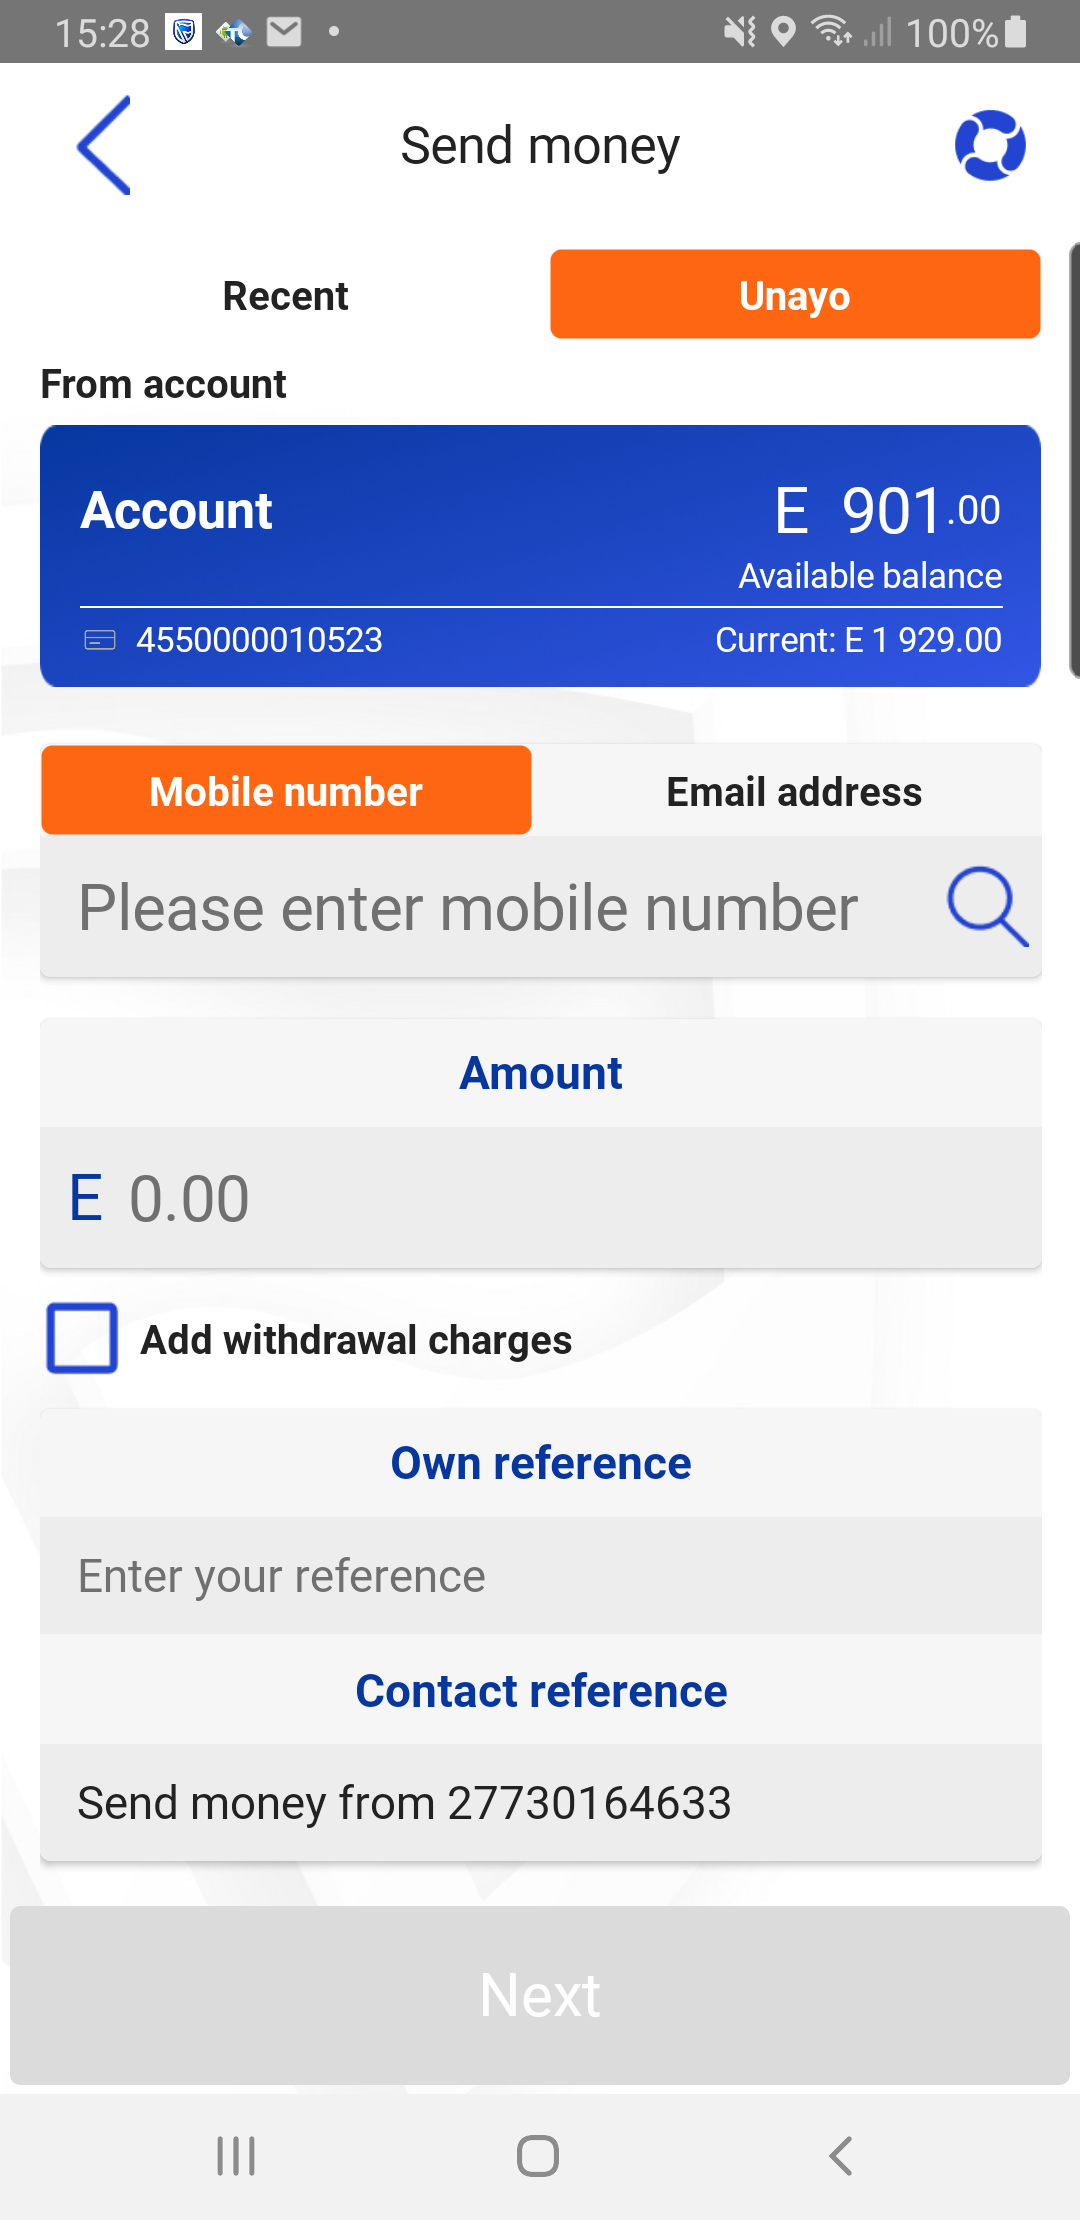 15:28 100%
Send money
Recent Unayo
From account
Account E 901.00
Available balance
4550000010523 Current: E 1 929.00
Mobile number Email address
Please enter mobile number
Amount
E 0.00
Add withdrawal charges
Own reference
Enter your reference
Contact reference
Send money from 27730164633
Next